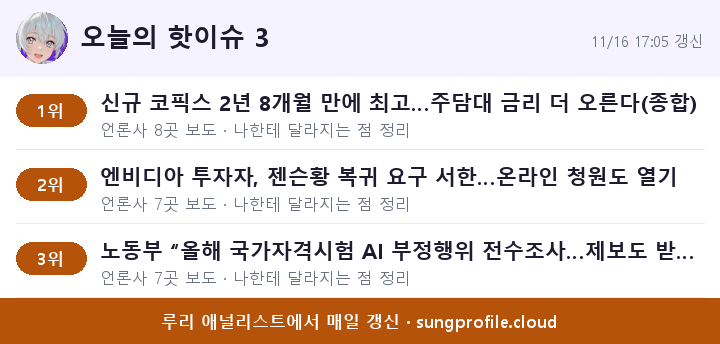 오늘의 핫이슈 3
11/16 17:05 갱신
1위
신규 코픽스 2년 8개월 만에 최고…주담대 금리 더 오른다(종합)
언론사 8곳 보도 · 나한테 달라지는 점 정리
2위
엔비디아 투자자, 젠슨황 복귀 요구 서한…온라인 청원도 열기
언론사 7곳 보도 · 나한테 달라지는 점 정리
3위
노동부 “올해 국가자격시험 AI 부정행위 전수조사…제보도 받…
언론사 7곳 보도 · 나한테 달라지는 점 정리
루리 애널리스트에서 매일 갱신 · sungprofile.cloud